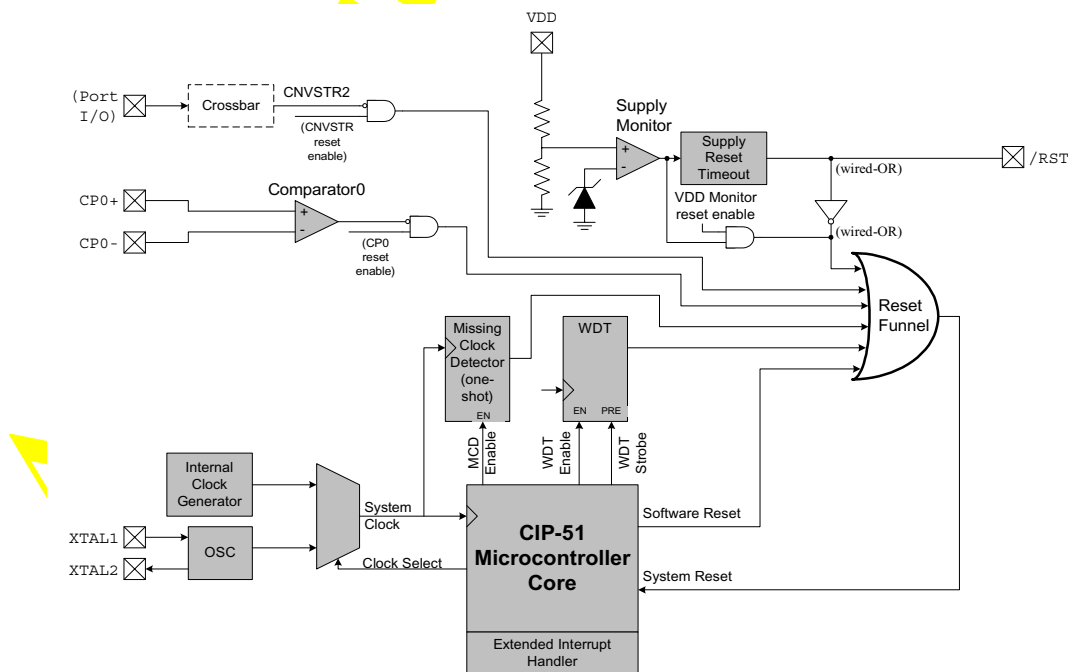 VDD
(Port
I/O)
Crossbar
CNVSTR2
(CNVSTR
reset
enable)
Supply
Monitor
+
-
Supply
Reset
Timeout
/RST
(wired-OR)
VDD Monitor
reset enable
(wired-OR)
CP0+
CP0-
Comparator0
+
-
(CP0
reset
enable)
Reset
Funnel
Missing
Clock
Detector
(one-
shot)
EN
WDT
EN
PRE
MCD
Enable
WDT
Enable
WDT
Strobe
Internal
Clock
Generator
System
Clock
XTAL1
XTAL2
OSC
Clock Select
CIP-51
Microcontroller
Core
Software Reset
System Reset
Extended Interrupt
Handler